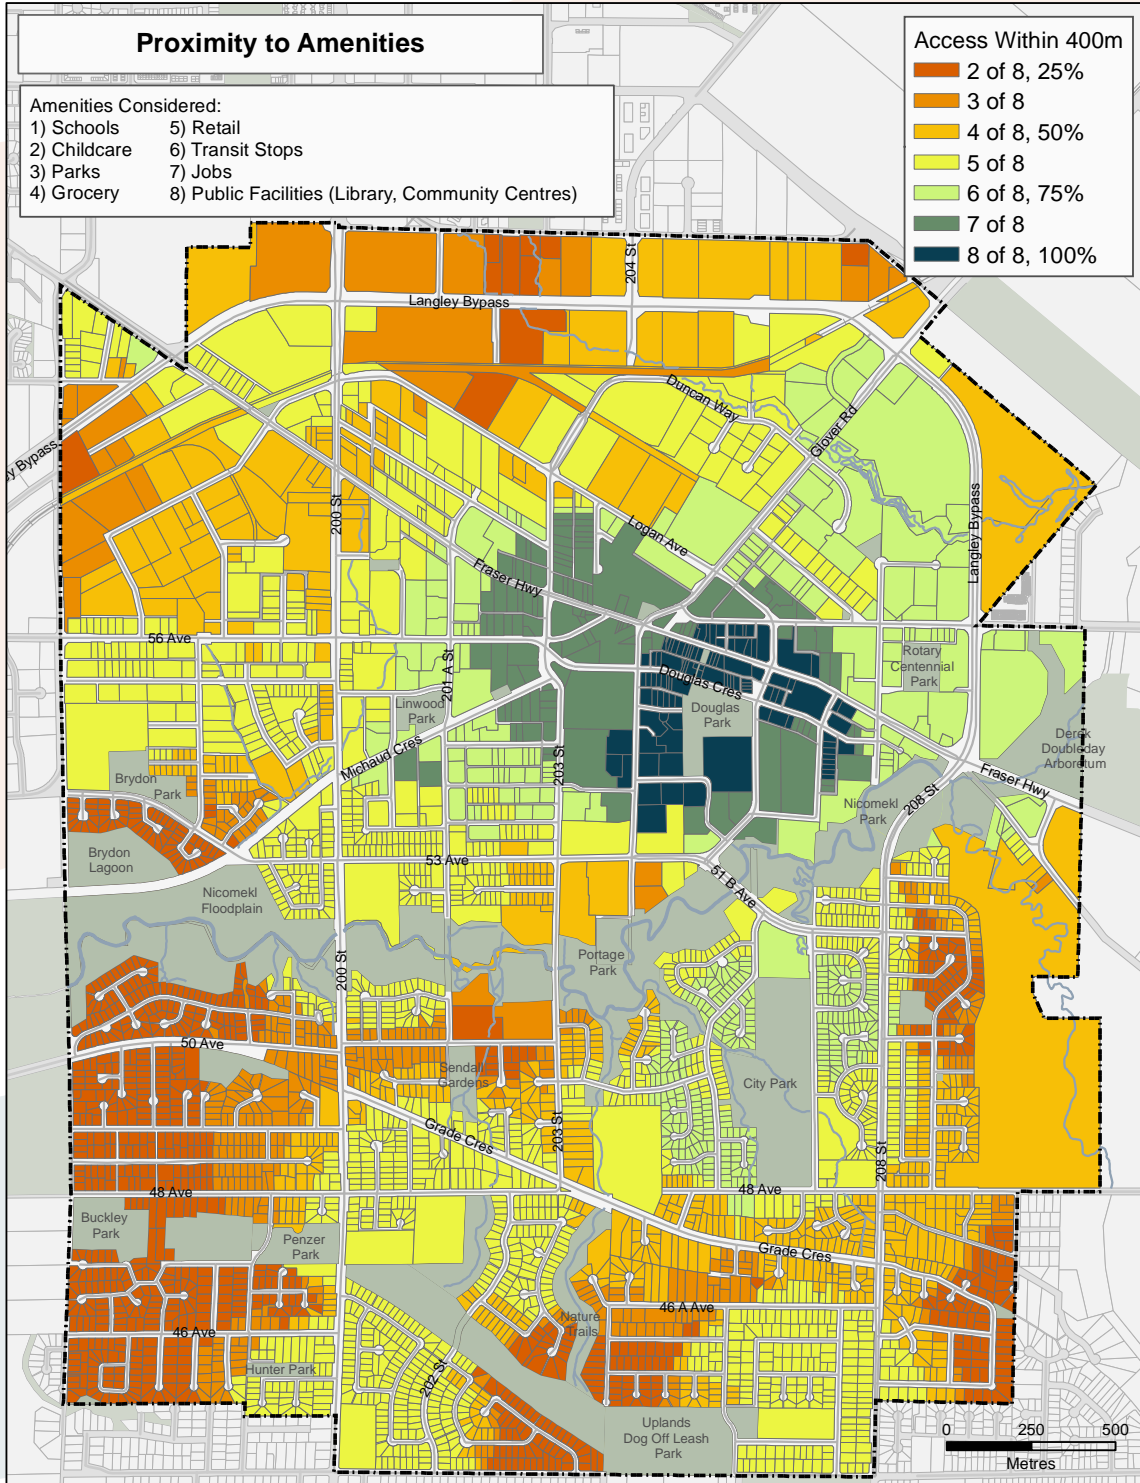 Proximity to Amenities
Access Within 400m
2 of 8, 25%
3 of 8
4 of 8, 50%
5 of 8
6 of 8, 75%
7 of 8
8 of 8, 100%
Amenities Considered:
1) Schools 5) Retail
2) Childcare 6) Transit Stops
3) Parks 7) Jobs
4) Grocery 8) Public Facilities (Library, Community Centres)
204 St
Langley Bypass
Duncan Way
Glover Rd
y Bypass
200 St
Logan Ave
Langley Bypass
Fraser Hwy
56 Ave
201 A St
Rotary
Centennial
Park
Douglas Cres
Linwood
Park
Douglas
Park
Michaud Cres
203 St
Derek
Doubleday
Arboretum
Brydon
Park
Fraser Hwy
208 St
Nicomekl
Park
Brydon
Lagoon
53 Ave
51 B Ave
Nicomekl
Floodplain
200 St
Portage
Park
50 Ave
Sendall
Gardens
City Park
Grade Cres
203 St
208 St
48 Ave
48 Ave
Buckley
Park
Penzer
Park
Grade Cres
46 A Ave
Nature
Trails
46 Ave
Hunter Park
202 St
Uplands
Dog Off Leash
Park
0 250 500
Metres